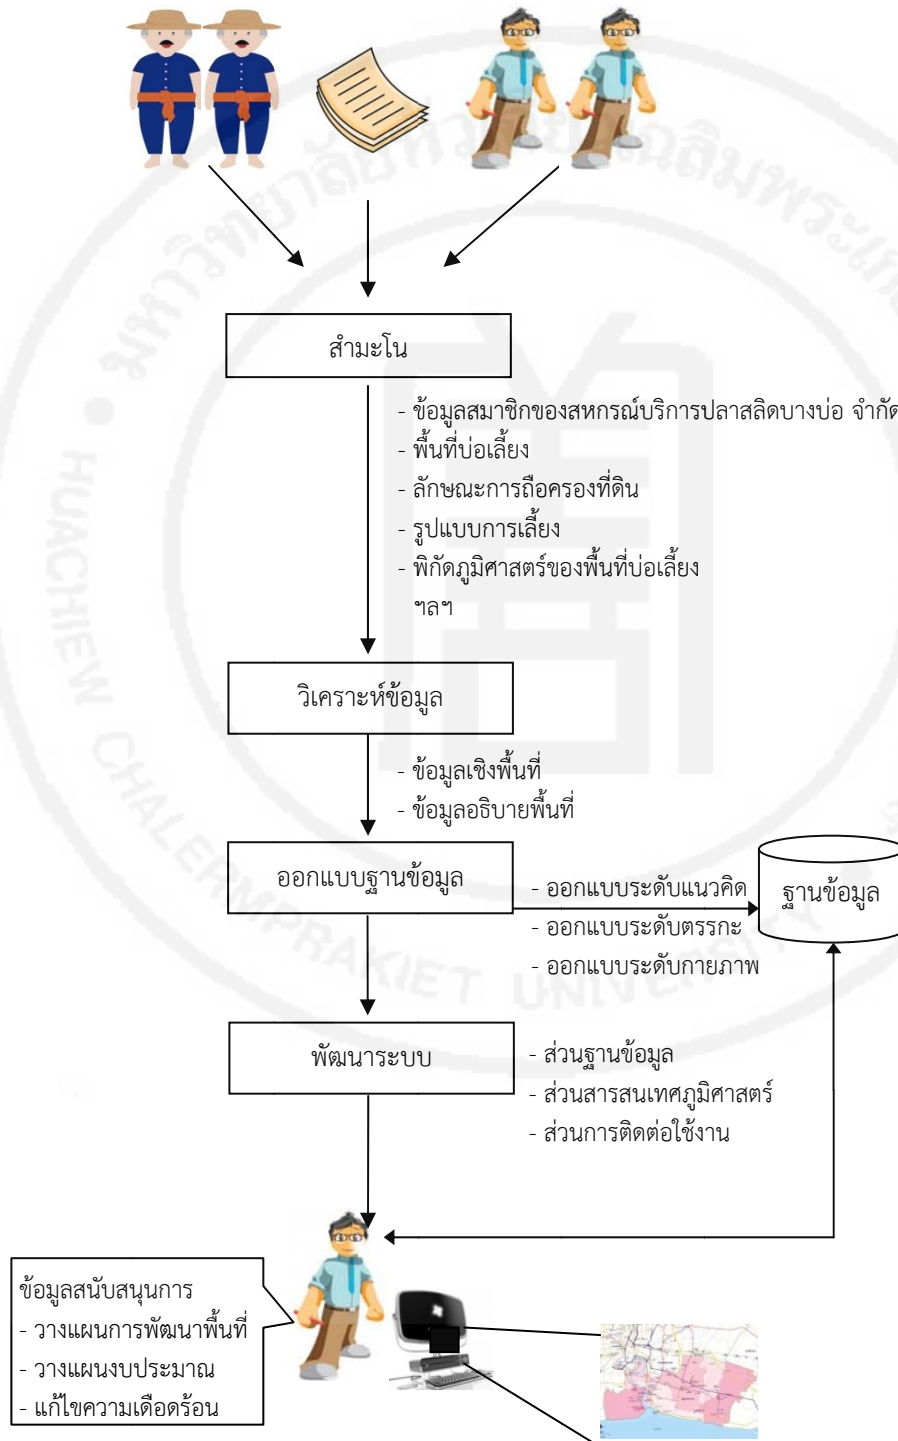 สำมะโน
- ข้อมูลสมาชิกของสหกรณ์บริการปลาสลิดบางบ่อ จำกัด
- พื้นที่บ่อเลี้ยง
- ลักษณะการถือครองที่ดิน
- รูปแบบการเลี้ยง
- พิกัดภูมิศาสตร์ของพื้นที่บ่อเลี้ยง
ฯลฯ
วิเคราะห์ข้อมูล
- ข้อมูลเชิงพื้นที่
- ข้อมูลอธิบายพื้นที่
ออกแบบฐานข้อมูล
- ออกแบบระดับแนวคิด
- ออกแบบระดับตรรกะ
- ออกแบบระดับกายภาพ
ฐานข้อมูล
พัฒนาระบบ
- ส่วนฐานข้อมูล
- ส่วนสารสนเทศภูมิศาสตร์
- ส่วนการติดต่อใช้งาน
ข้อมูลสนับสนุนการ
- วางแผนการพัฒนาพื้นที่
- วางแผนงบประมาณ
- แก้ไขความเดือดร้อน
HUACHIEW CHALERMPRAKIET UNIVERSITY